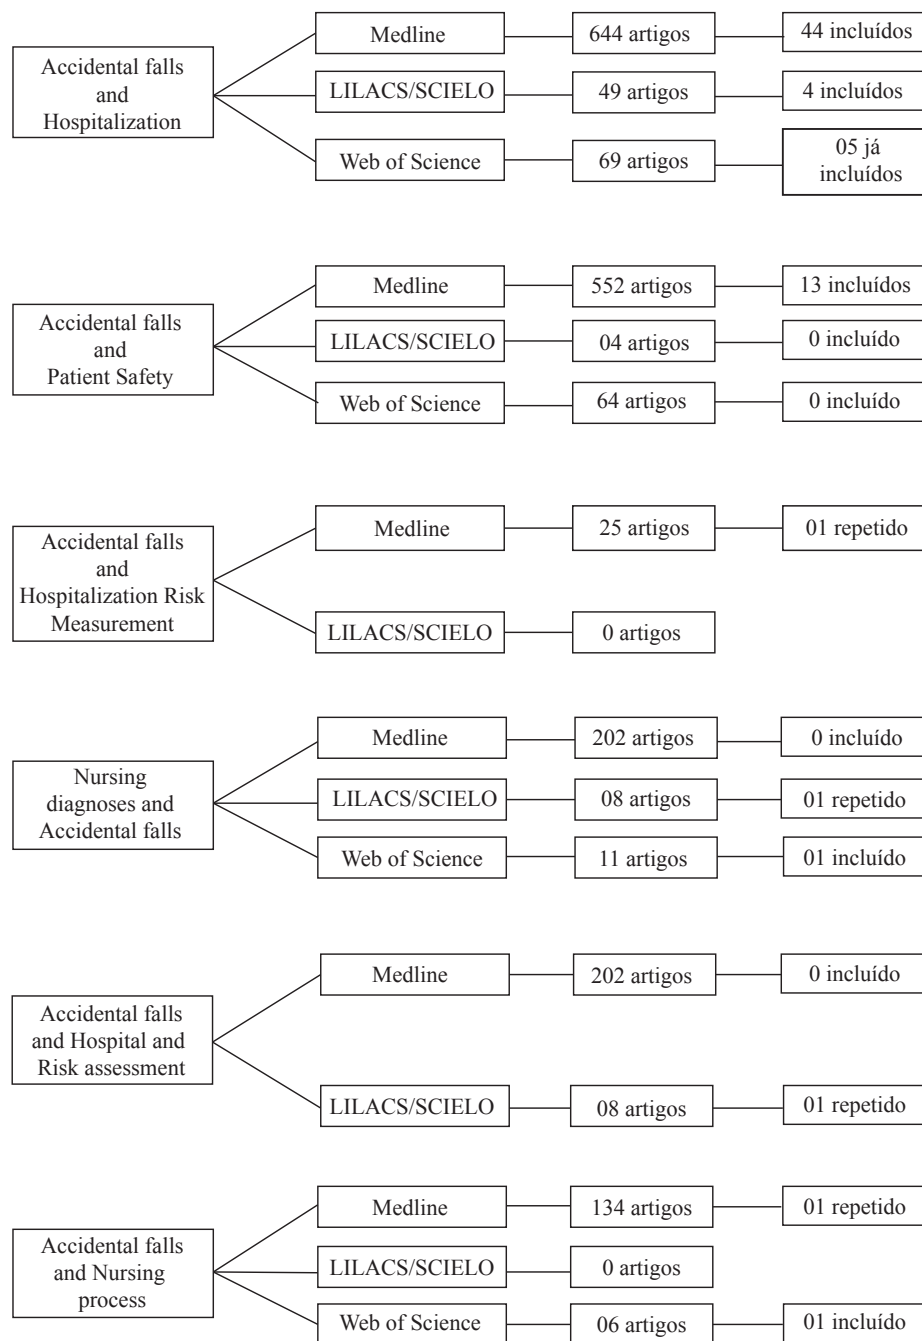 Accidental falls
and
Hospitalization
Medline
644 artigos
44 incluídos
LILACS/SCIELO
49 artigos
4 incluídos
Web of Science
69 artigos
05 já
incluídos
Accidental falls
and
Patient Safety
Medline
552 artigos
13 incluídos
LILACS/SCIELO
04 artigos
0 incluído
Web of Science
64 artigos
0 incluído
Accidental falls
and
Hospitalization Risk
Measurement
Medline
25 artigos
01 repetido
LILACS/SCIELO
0 artigos
Nursing
diagnoses and
Accidental falls
Medline
202 artigos
0 incluído
LILACS/SCIELO
08 artigos
01 repetido
Web of Science
11 artigos
01 incluído
Accidental falls
and Hospital and
Risk assessment
Medline
202 artigos
0 incluído
LILACS/SCIELO
08 artigos
01 repetido
Accidental falls
and Nursing
process
Medline
134 artigos
01 repetido
LILACS/SCIELO
0 artigos
Web of Science
06 artigos
01 incluído